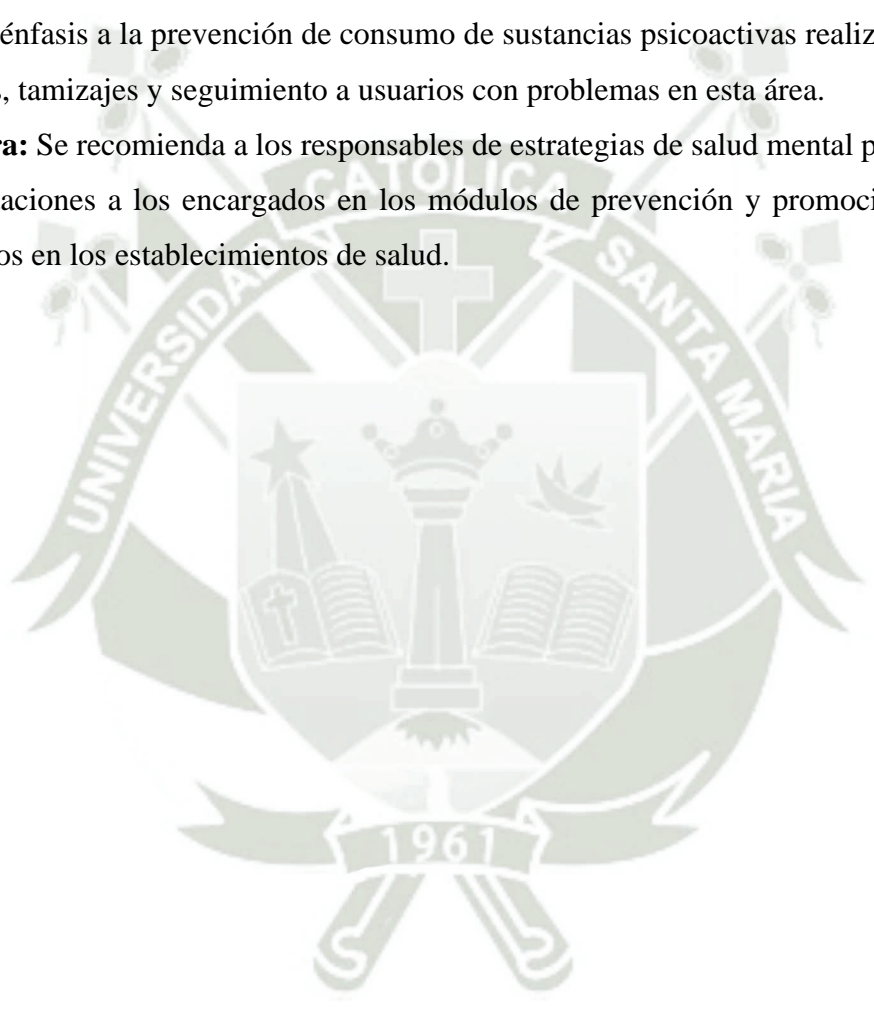 énfasis a la prevención de consumo de sustancias psicoactivas realiz
, tamizajes y seguimiento a usuarios con problemas en esta área.
ra: Se recomienda a los responsables de estrategias de salud mental p
aciones a los encargados en los módulos de prevención y promoci
os en los establecimientos de salud.
UNIVERSIDAD CATOLICA SANTA MARIA
1961